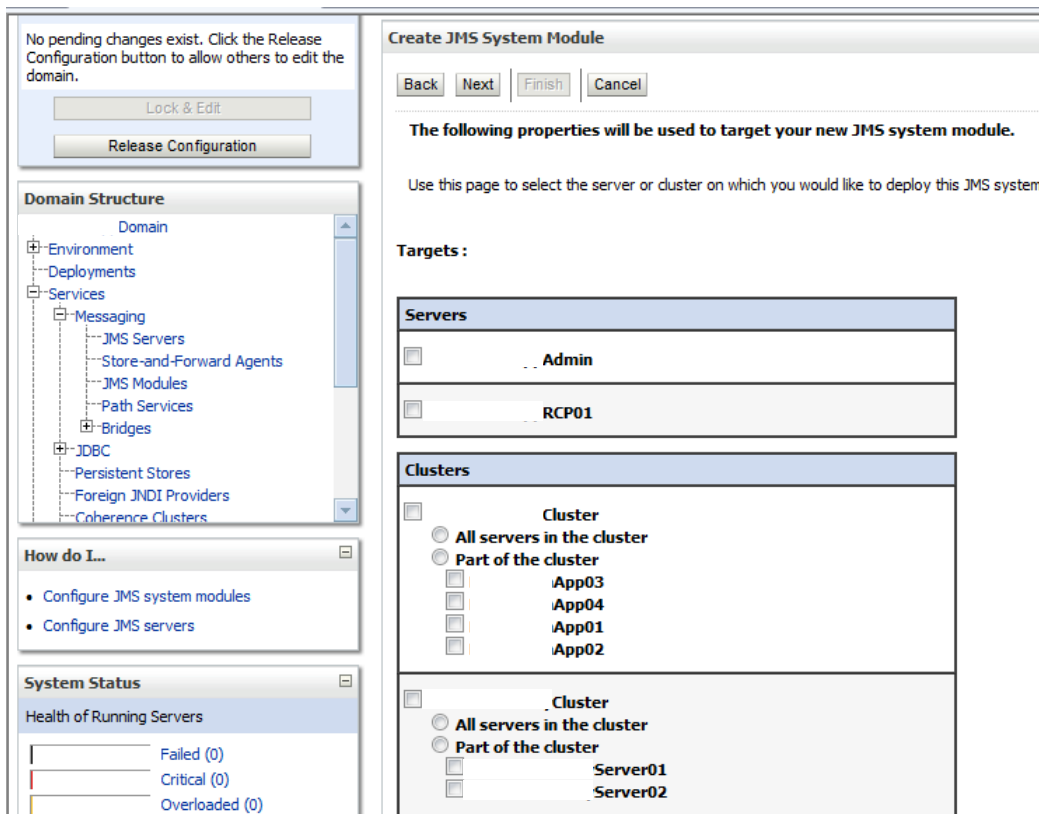 No pending changes exist. Click the Release
Configuration button to allow others to edit the
domain.
Lock & Edit
Release Configuration
Domain Structure
Domain
Environment
Deployments
Services
Messaging
JMS Servers
Store-and-Forward Agents
JMS Modules
Path Services
Bridges
JDBC
Persistent Stores
Foreign JNDI Providers
Coherence Clusters
How do I...
Configure JMS system modules
Configure JMS servers
System Status
Health of Running Servers
Failed (0)
Critical (0)
Overloaded (0)
Create JMS System Module
Back Next Finish Cancel
The following properties will be used to target your new JMS system module.
Use this page to select the server or cluster on which you would like to deploy this JMS system
Targets :
Servers
Admin
RCP01
Clusters
Cluster
All servers in the cluster
Part of the cluster
App03
App04
App01
App02
Cluster
All servers in the cluster
Part of the cluster
Server01
Server02